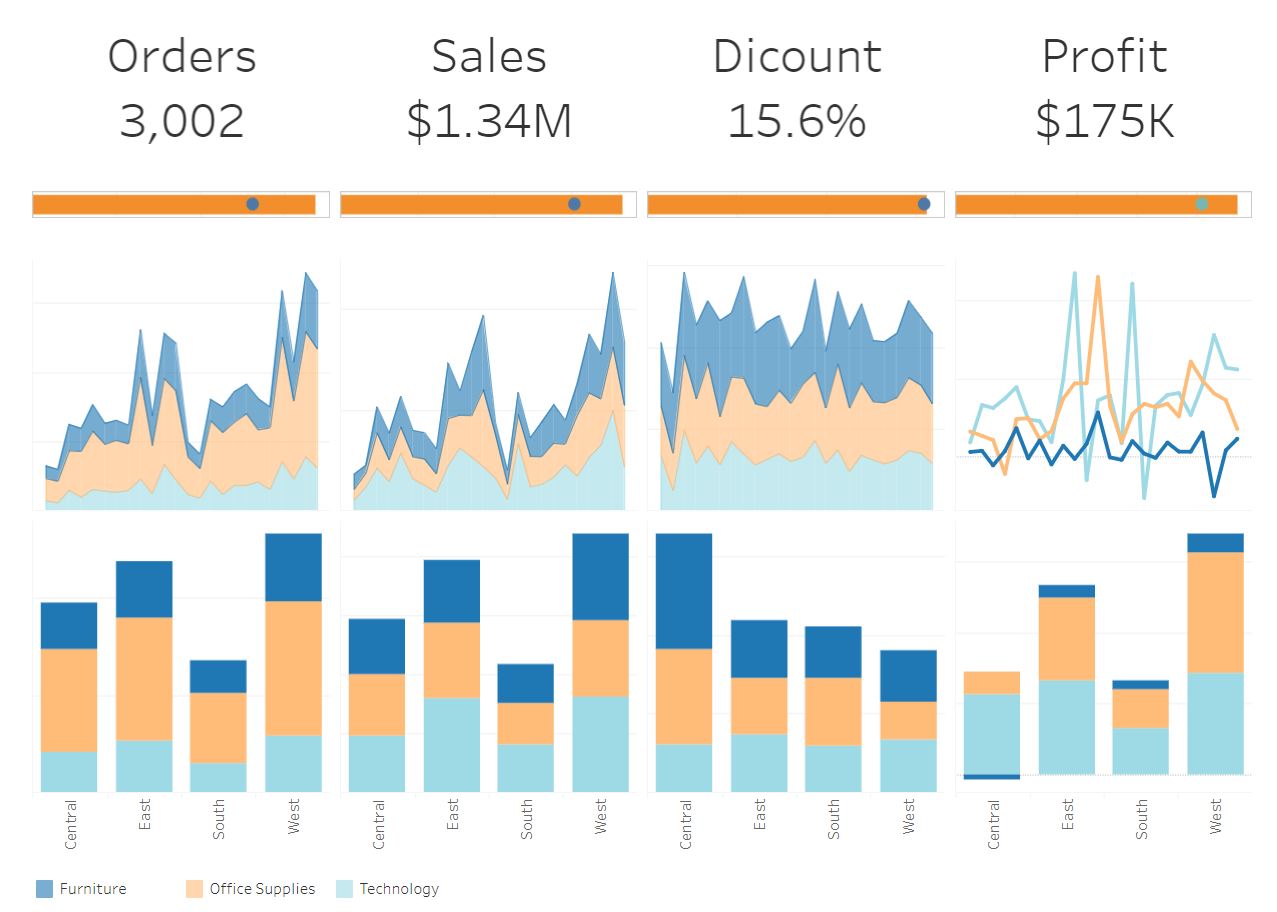 Orders Sales Dicount Profit
3,002 $1.34M 15.6% $175K
Central East South West Central East South West Central East South West Central East South West
Furniture Office Supplies Technology